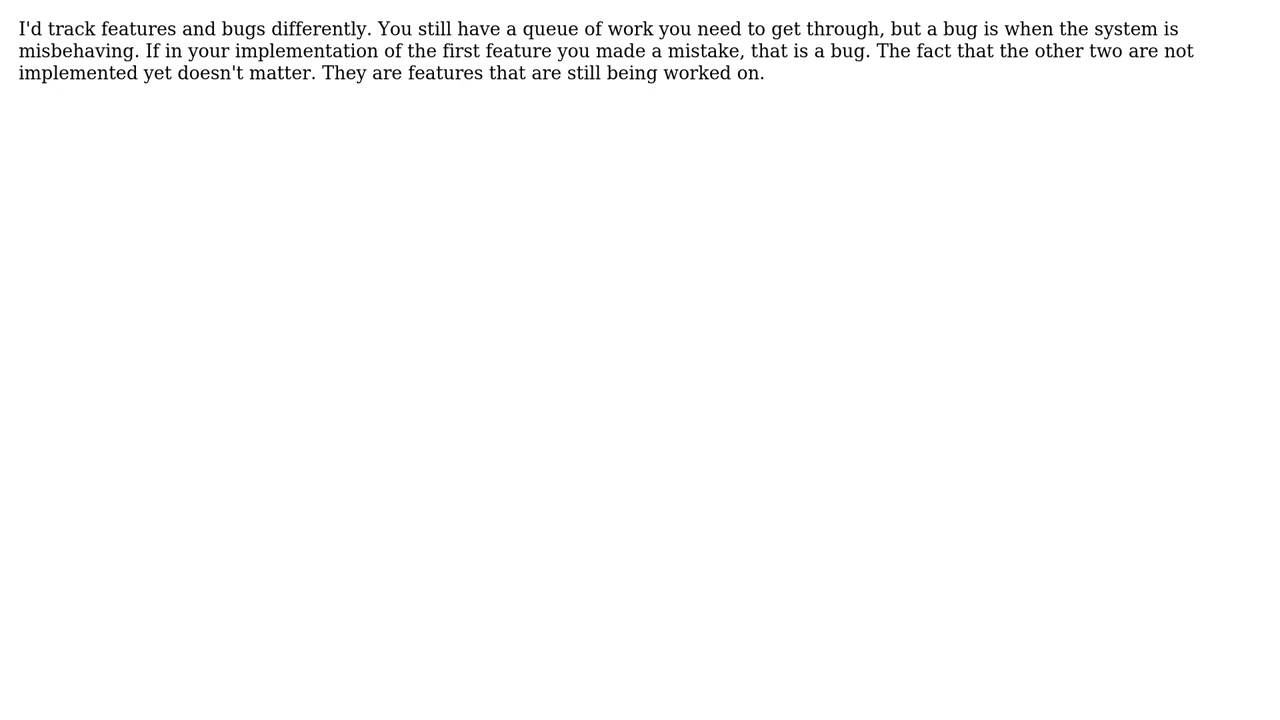 I'd track features and bugs differently. You still have a queue of work you need to get through, but a bug is when the system is
misbehaving. If in your implementation of the first feature you made a mistake, that is a bug. The fact that the other two are not
implemented yet doesn't matter. They are features that are still being worked on.